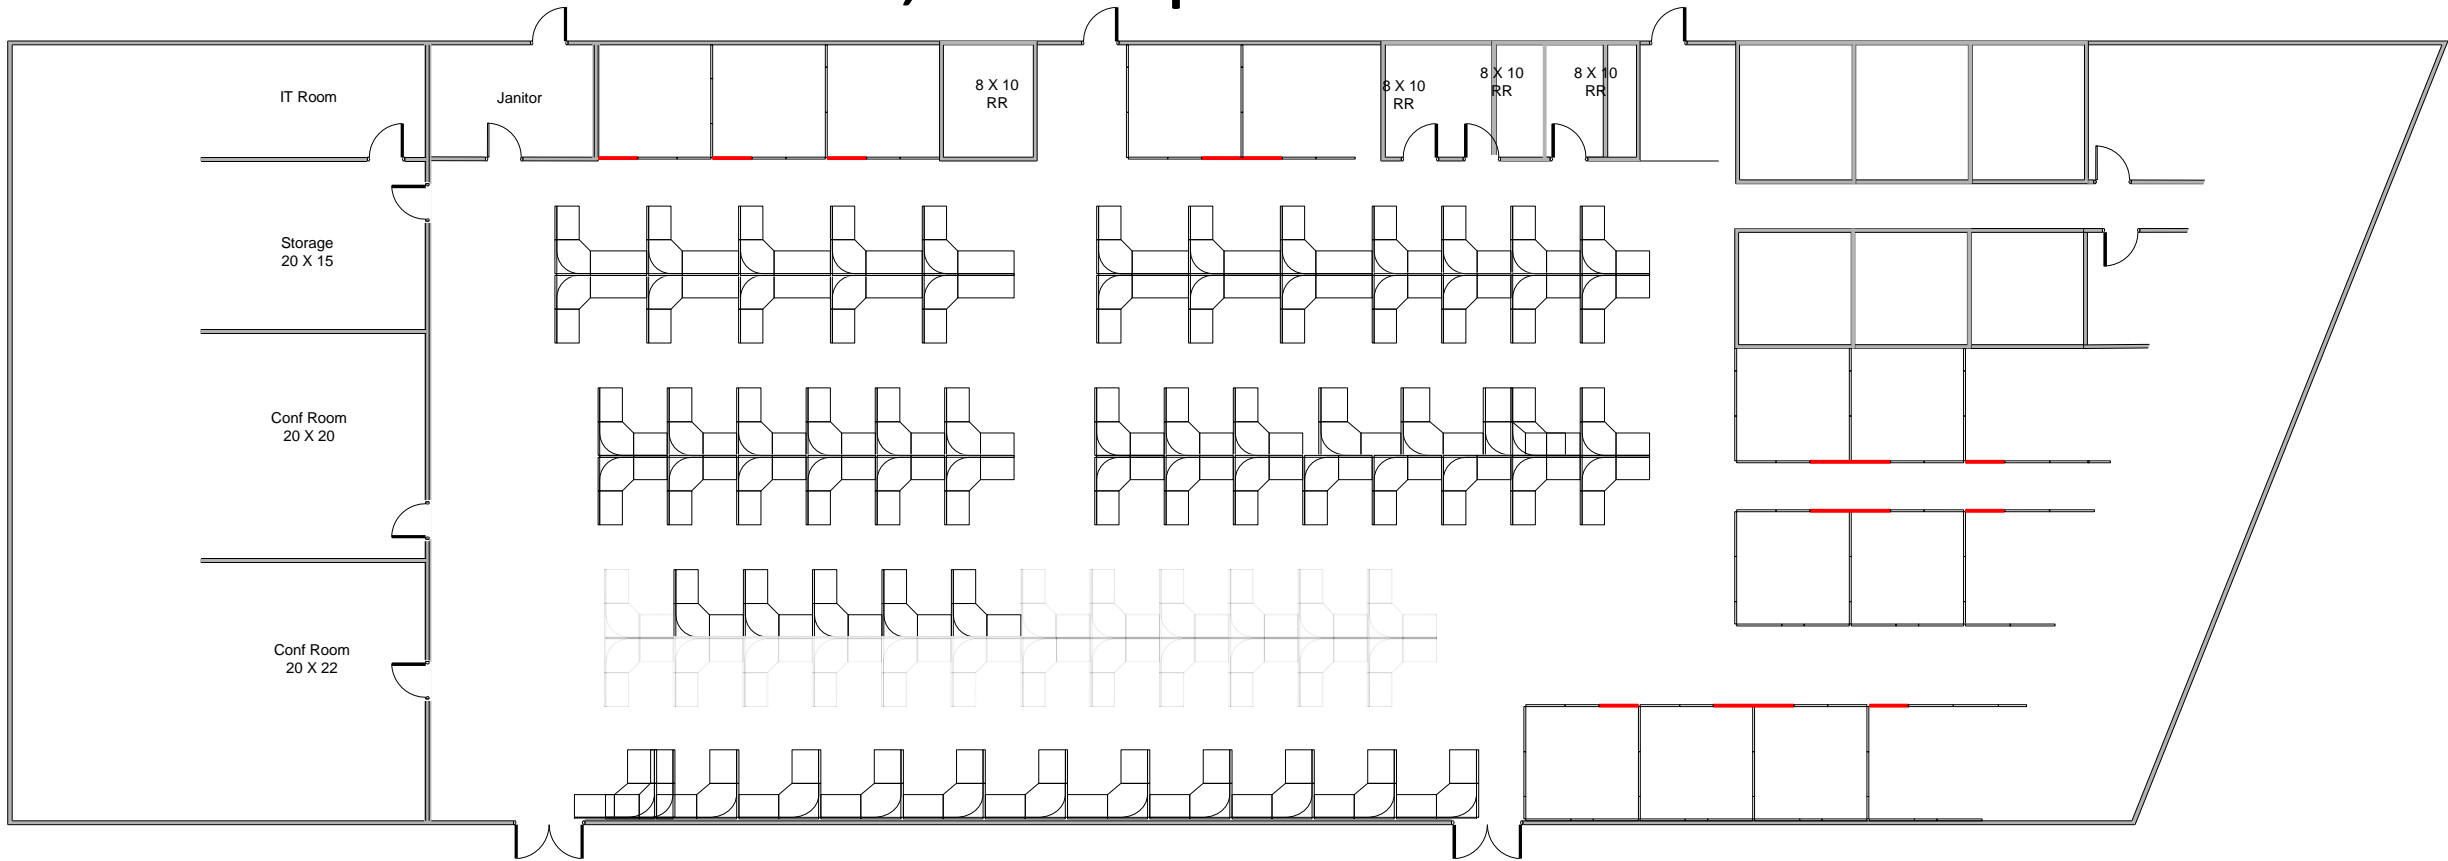 IT Room
Janitor
8 X 10
RR
8 X 10
RR
8 X 10
RR
8 X 10
RR
Storage
20 X 15
Conf Room
20 X 20
Conf Room
20 X 22